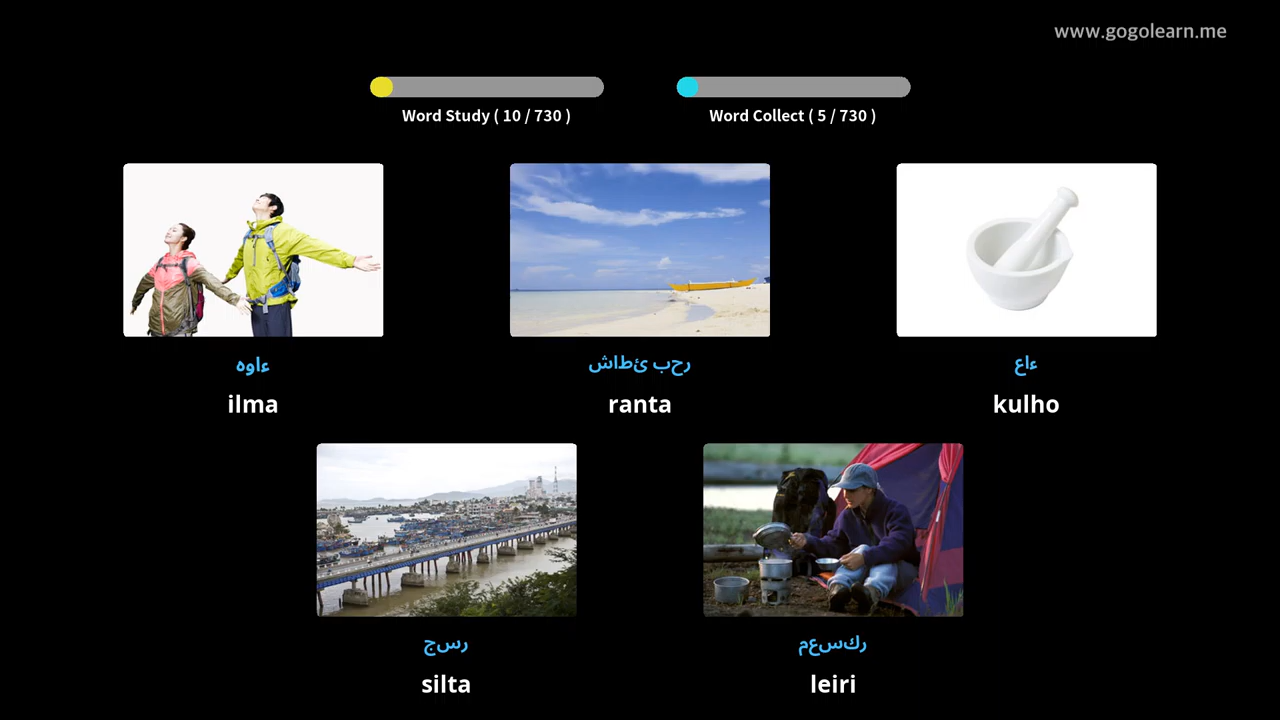 www.gogolearn.me
Word Study ( 10 / 730 )
Word Collect ( 5 / 730 )
ءاوه
رحب ئطاش
ءاع
ilma
ranta
kulho
رسج
ركسعم
silta
leiri